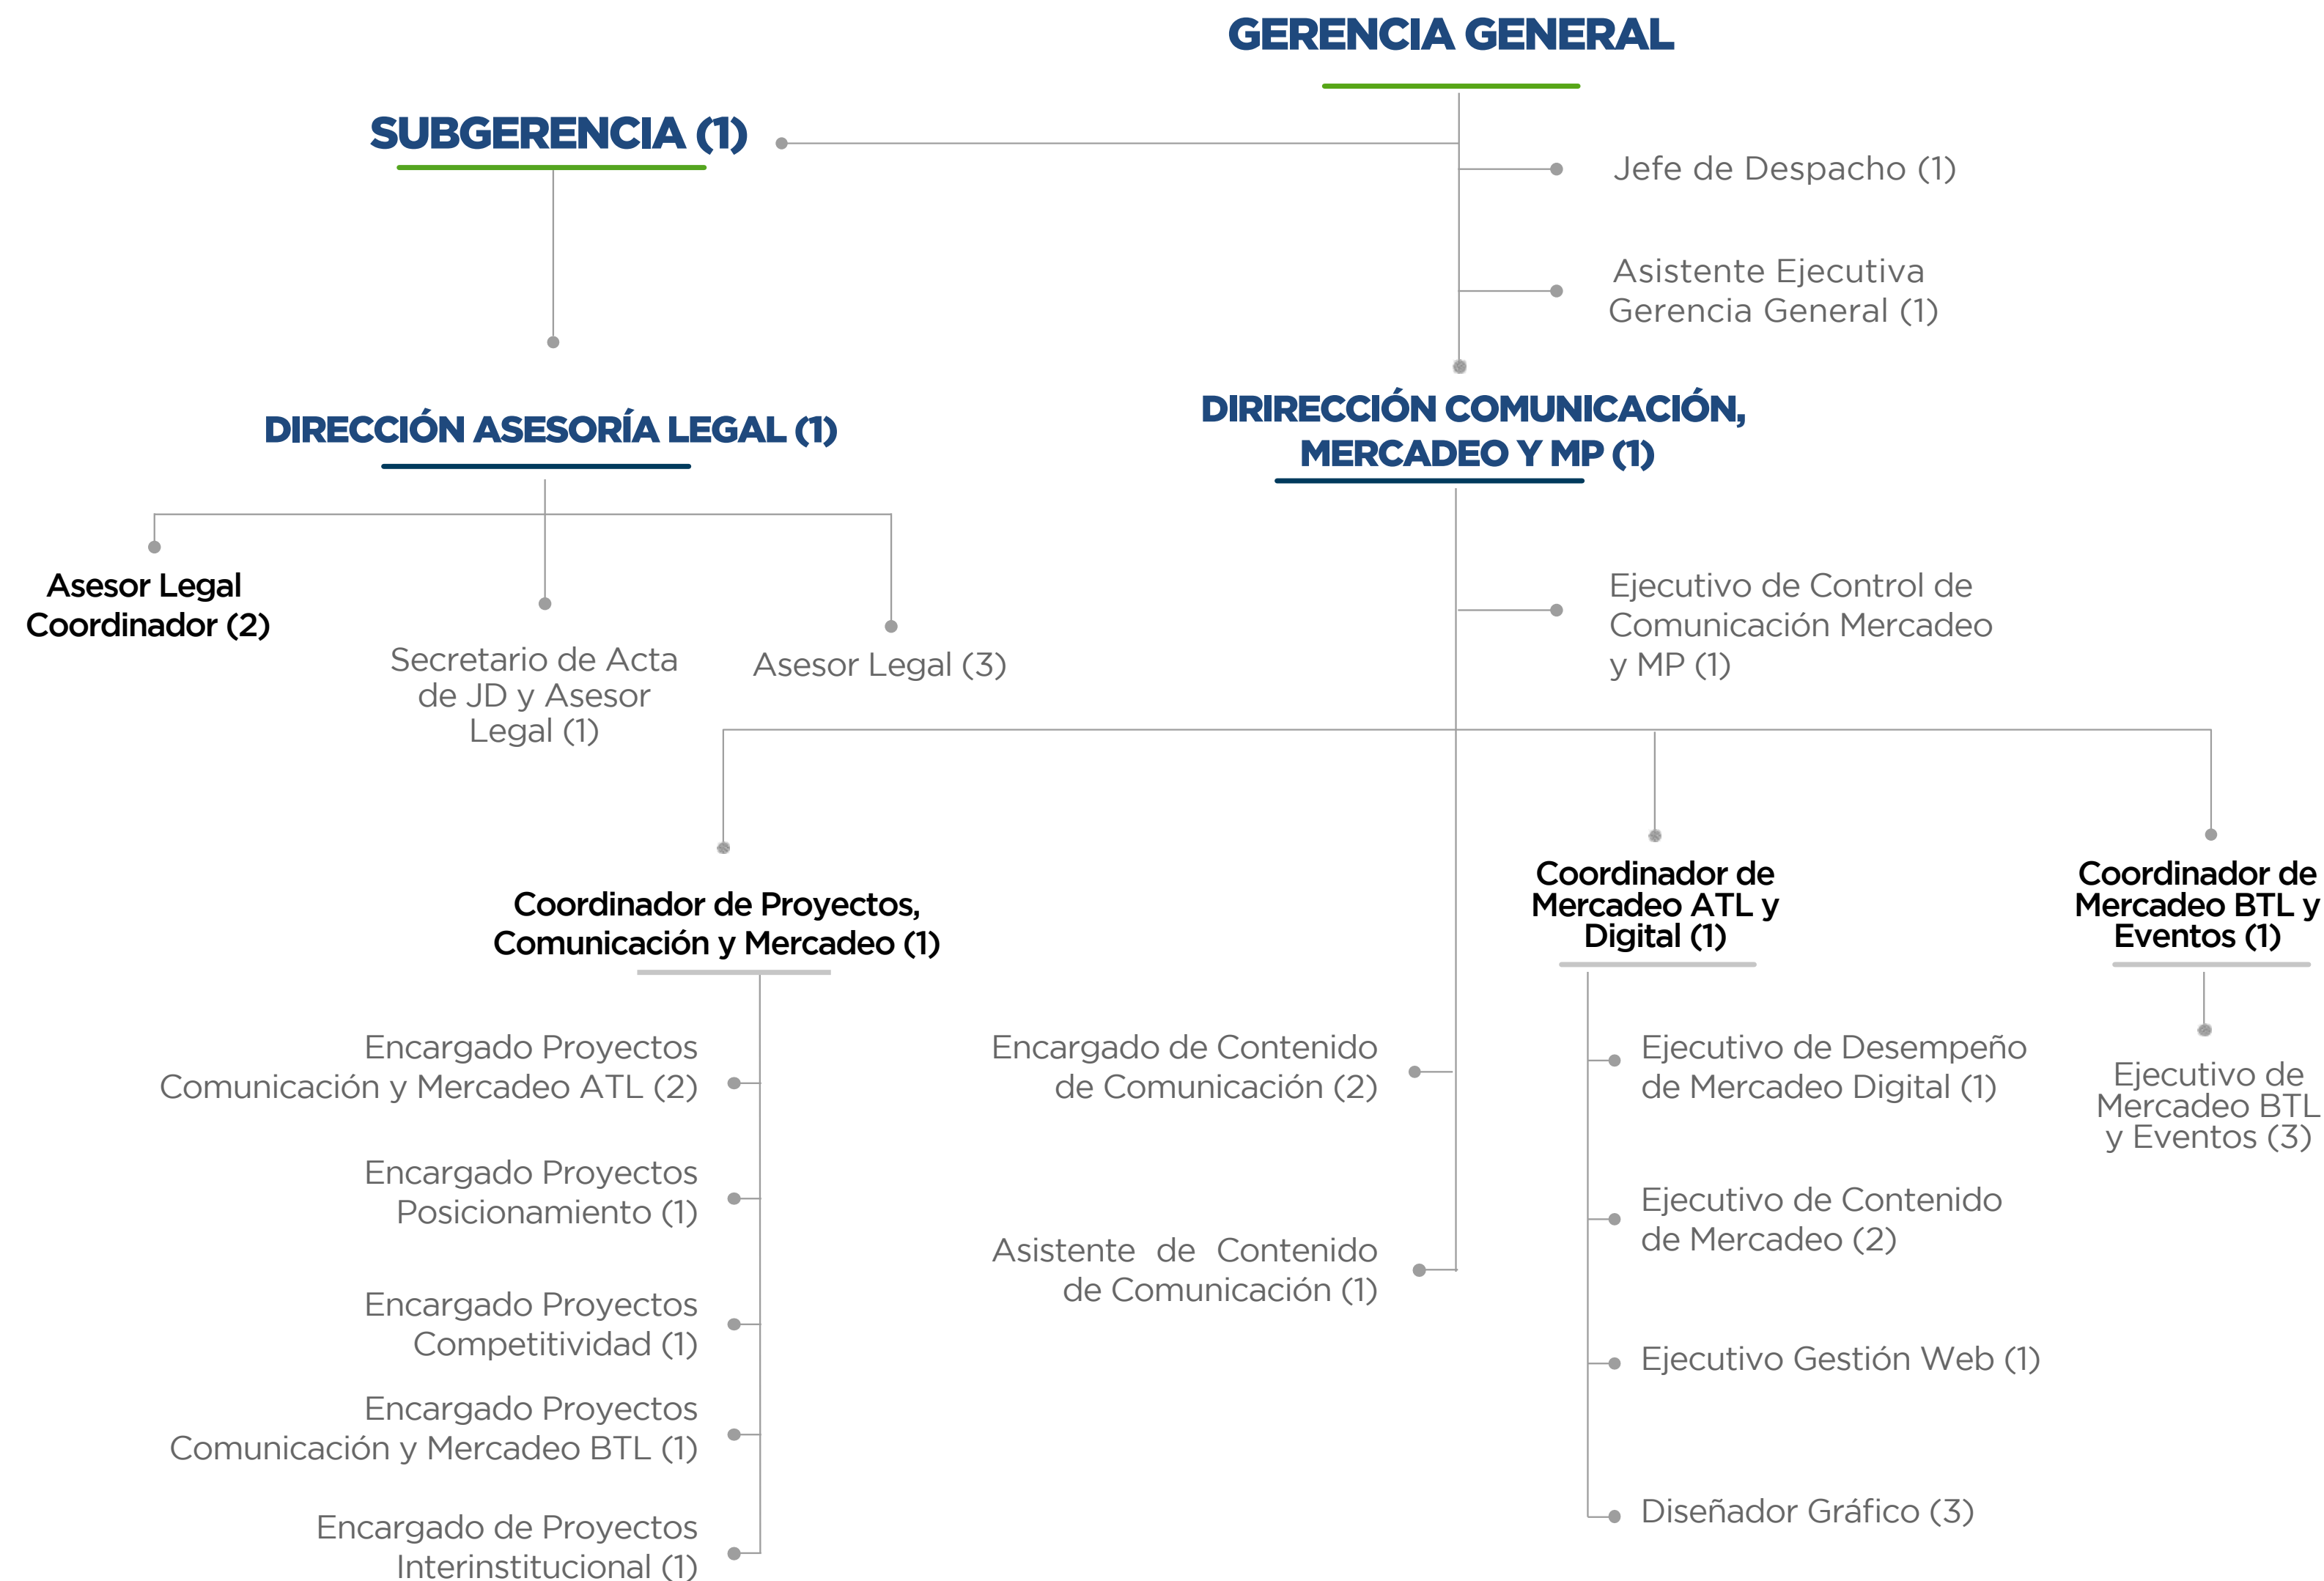 GERENCIA GENERAL
SUBGERENCIA (1)
Jefe de Despacho (1)
Asistente Ejecutiva
Gerencia General (1)
DIRECCIÓN ASESORÍA LEGAL (1)
DIRIRECCIÓN COMUNICACIÓN,
MERCADEO Y MP (1)
Asesor Legal
Coordinador (2)
Secretario de Acta
de JD y Asesor
Legal (1)
Asesor Legal (3)
Ejecutivo de Control de
Comunicación Mercadeo
y MP (1)
Coordinador de Proyectos,
Comunicación y Mercadeo (1)
Coordinador de
Mercadeo ATL y
Digital (1)
Coordinador de
Mercadeo BTL y
Eventos (1)
Encargado Proyectos
Comunicación y Mercadeo ATL (2)
Encargado Proyectos
Posicionamiento (1)
Encargado Proyectos
Competitividad (1)
Encargado Proyectos
Comunicación y Mercadeo BTL (1)
Encargado de Proyectos
Interinstitucional (1)
Encargado de Contenido
de Comunicación (2)
Asistente de Contenido
de Comunicación (1)
Ejecutivo de Desempeño
de Mercadeo Digital (1)
Ejecutivo de Contenido
de Mercadeo (2)
Ejecutivo Gestión Web (1)
Diseñador Gráfico (3)
Ejecutivo de
Mercadeo BTL
y Eventos (3)